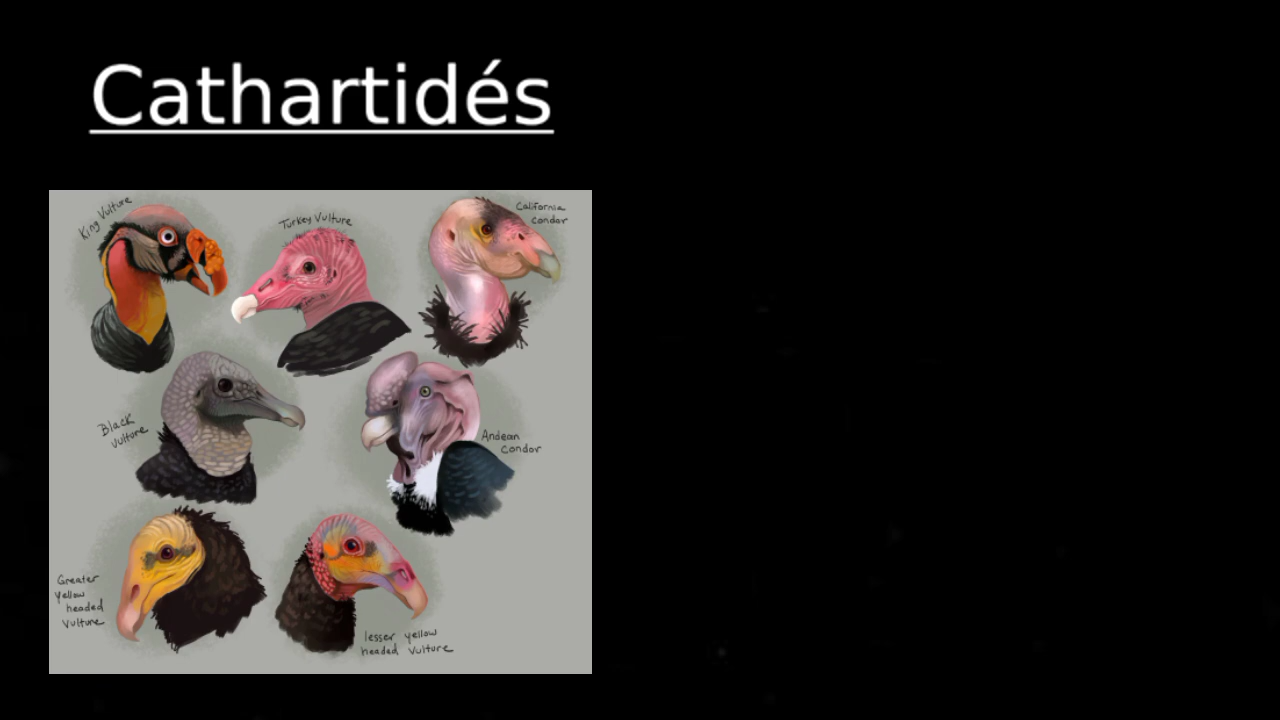 Cathartidés
King Vulture
Turkey Vulture
California
condor
Black
Vulture
Andean
Condor
Greater
yellow
headed
Vulture
lesser yellow
headed Vulture